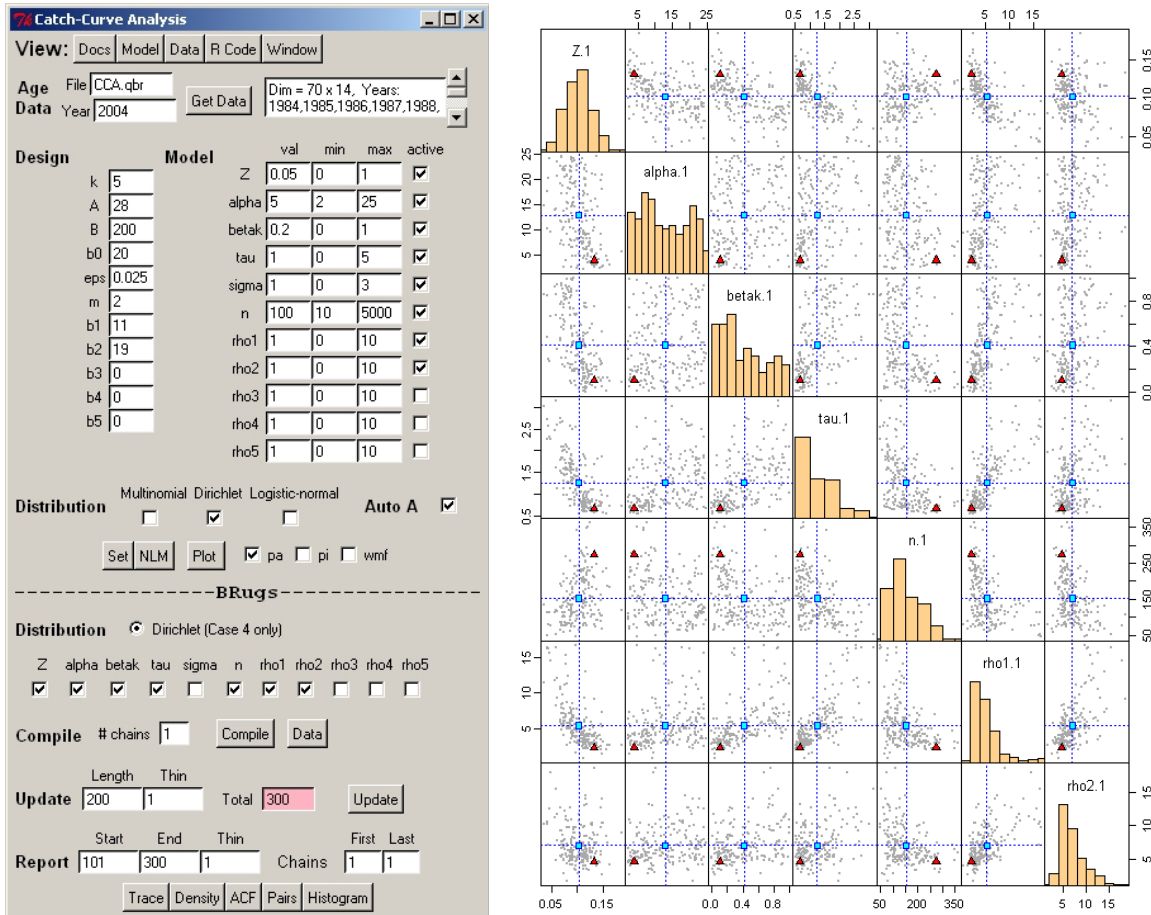 Catch-Curve Analysis
View: Docs Model Data R Code Window
Age Data
File CCA.qbr
Year 2004
Get Data
Dim = 70 x 14, Years:
1984,1985,1986,1987,1988,
Design
k 5
A 28
B 200
b0 20
eps 0.025
m 2
b1 11
b2 19
b3 0
b4 0
b5 0
Model
val min max active
Z 0.05 0 1
alpha 5 2 25
betak 0.2 0 1
tau 1 0 5
sigma 1 0 3
n 100 10 5000
rho1 1 0 10
rho2 1 0 10
rho3 1 0 10
rho4 1 0 10
rho5 1 0 10
Distribution Multinomial Dirichlet Logistic-normal Auto A
Set NLM Plot pa pi wmf
BRugs
Distribution Dirichlet (Case 4 only)
Z alpha betak tau sigma n rho1 rho2 rho3 rho4 rho5
Compile # chains 1 Compile Data
Length Thin
Update 200 1 Total 300 Update
Start End Thin First Last
Report 101 300 1 Chains 1 1
Trace Density ACF Pairs Histogram
5 15 25
0.5 1.5 2.5
5 10 15
Z.1
0.15
0.10
0.05
25
20
15
10
5
alpha.1
betak.1
0.8
0.4
0.0
2.5
1.5
0.5
tau.1
n.1
350
250
150
50
15
10
5
rho1.1
rho2.1
15
10
5
0.05 0.15
0.0 0.4 0.8
50 150 350
5 10 15